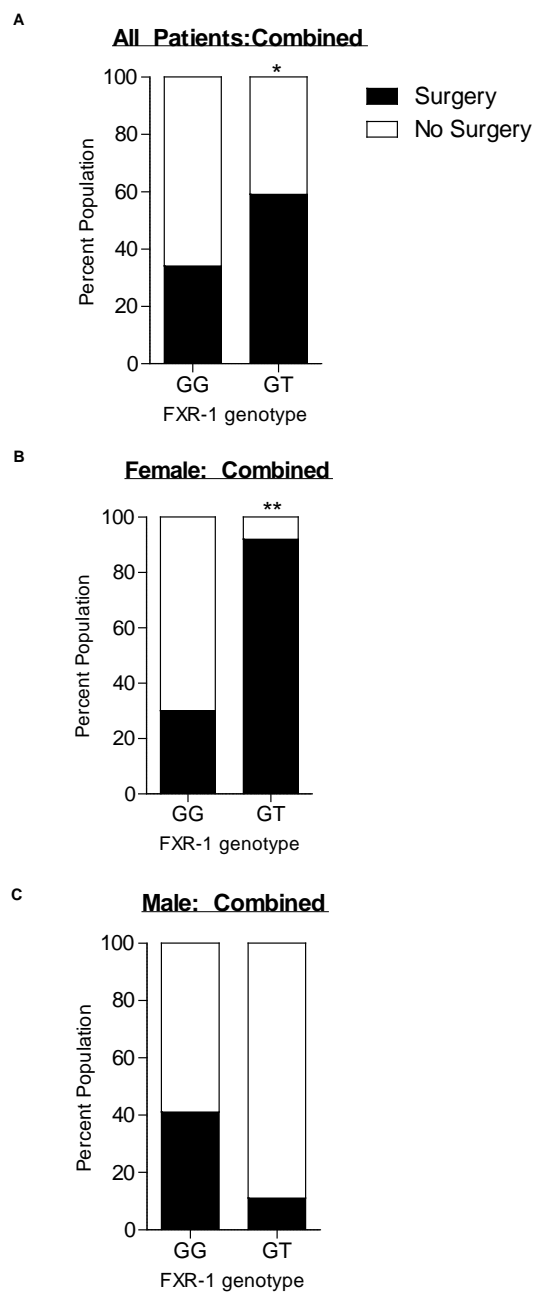 A
All Patients:Combined
*
Surgery
No Surgery
Percent Population
100
80
60
40
20
0
GG GT
FXR-1 genotype
B
Female: Combined
**
Percent Population
100
80
60
40
20
0
GG GT
FXR-1 genotype
C
Male: Combined
Percent Population
100
80
60
40
20
0
GG GT
FXR-1 genotype